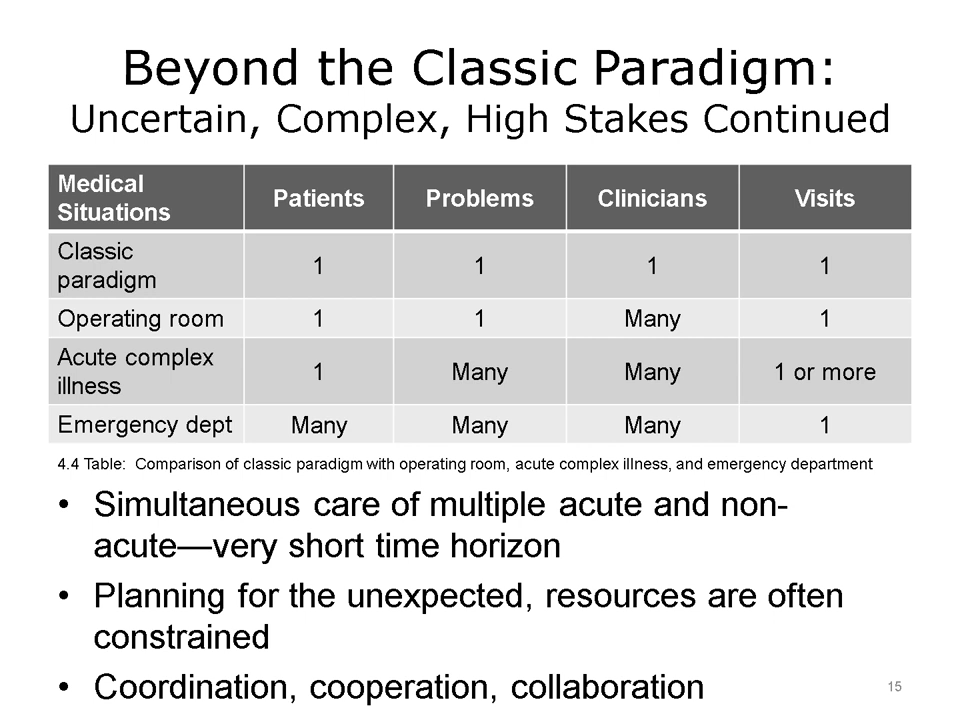 Beyond the Classic Paradigm:
Uncertain, Complex, High Stakes Continued
Medical Situations Patients Problems Clinicians Visits
Classic paradigm 1 1 1 1
Operating room 1 1 Many 1
Acute complex illness 1 Many Many 1 or more
Emergency dept Many Many Many 1
4.4 Table: Comparison of classic paradigm with operating room, acute complex illness, and emergency department
• Simultaneous care of multiple acute and non-
acute—very short time horizon
• Planning for the unexpected, resources are often
constrained
• Coordination, cooperation, collaboration
15